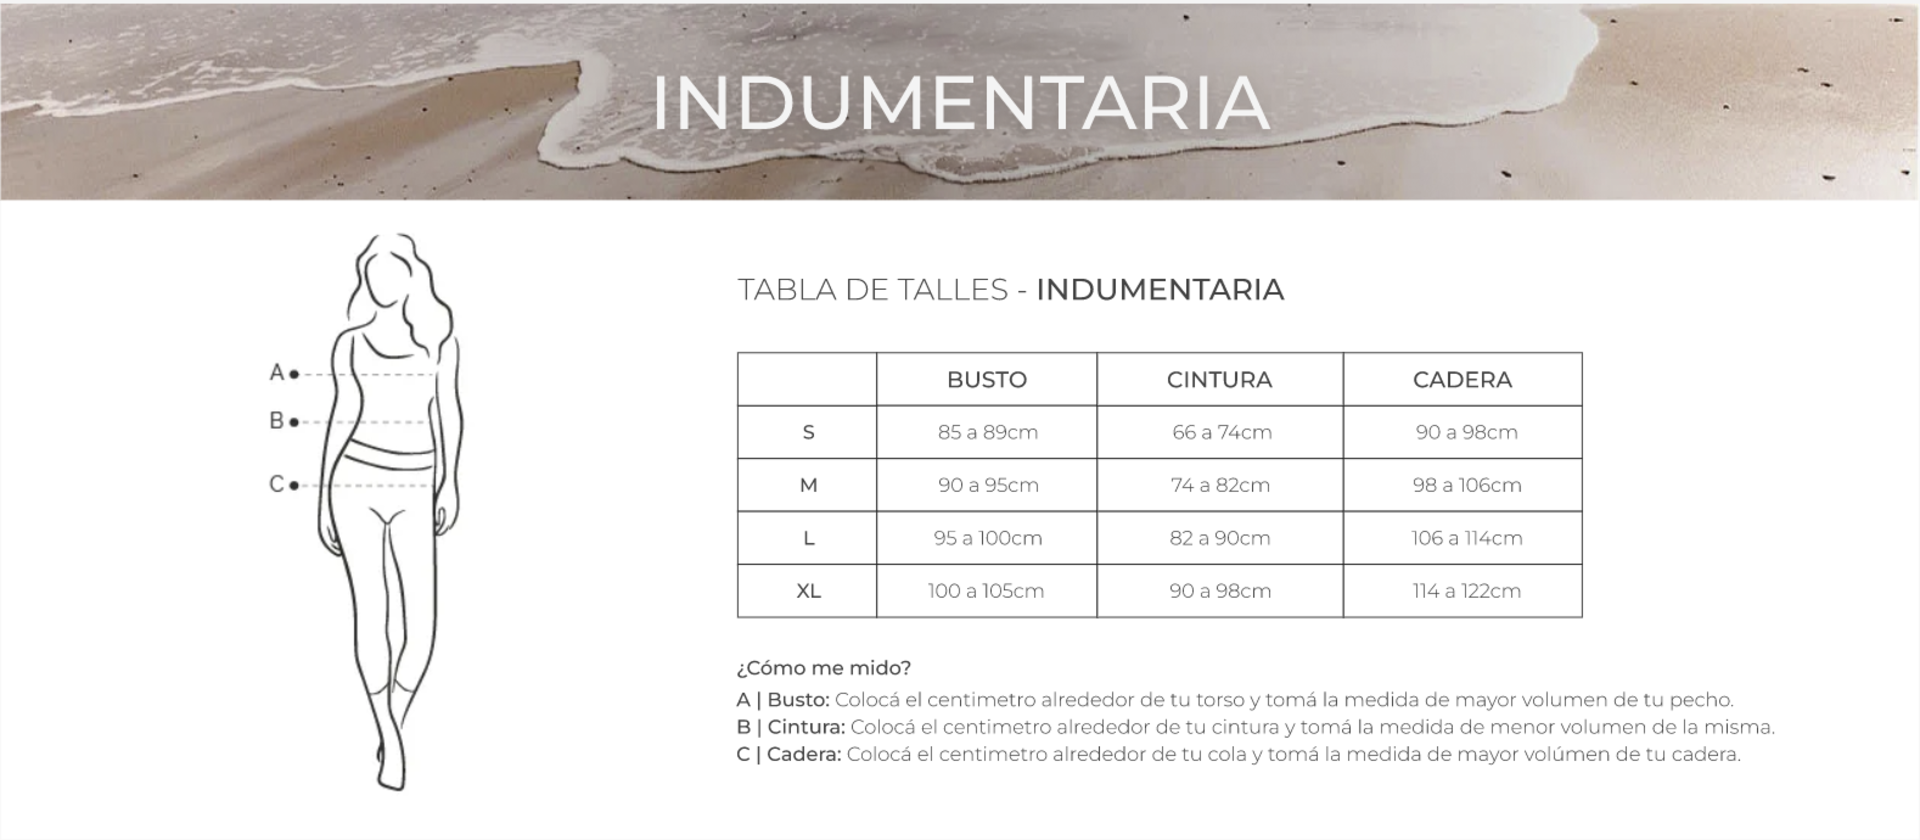 INDUMENTARIA
TABLA DE TALLES - INDUMENTARIA
BUSTO CINTURA CADERA
S 85 a 89cm 66 a 74cm 90 a 98cm
M 90 a 95cm 74 a 82cm 98 a 106cm
L 95 a 100cm 82 a 90cm 106 a 114cm
XL 100 a 105cm 90 a 98cm 114 a 122cm
A
B
C
¿Cómo me mido?
A | Busto: Colocá el centimetro alrededor de tu torso y tomá la medida de mayor volumen de tu pecho.
B | Cintura: Colocá el centimetro alrededor de tu cintura y tomá la medida de menor volumen de la misma.
C | Cadera: Colocá el centimetro alrededor de tu cola y tomá la medida de mayor volúmen de tu cadera.